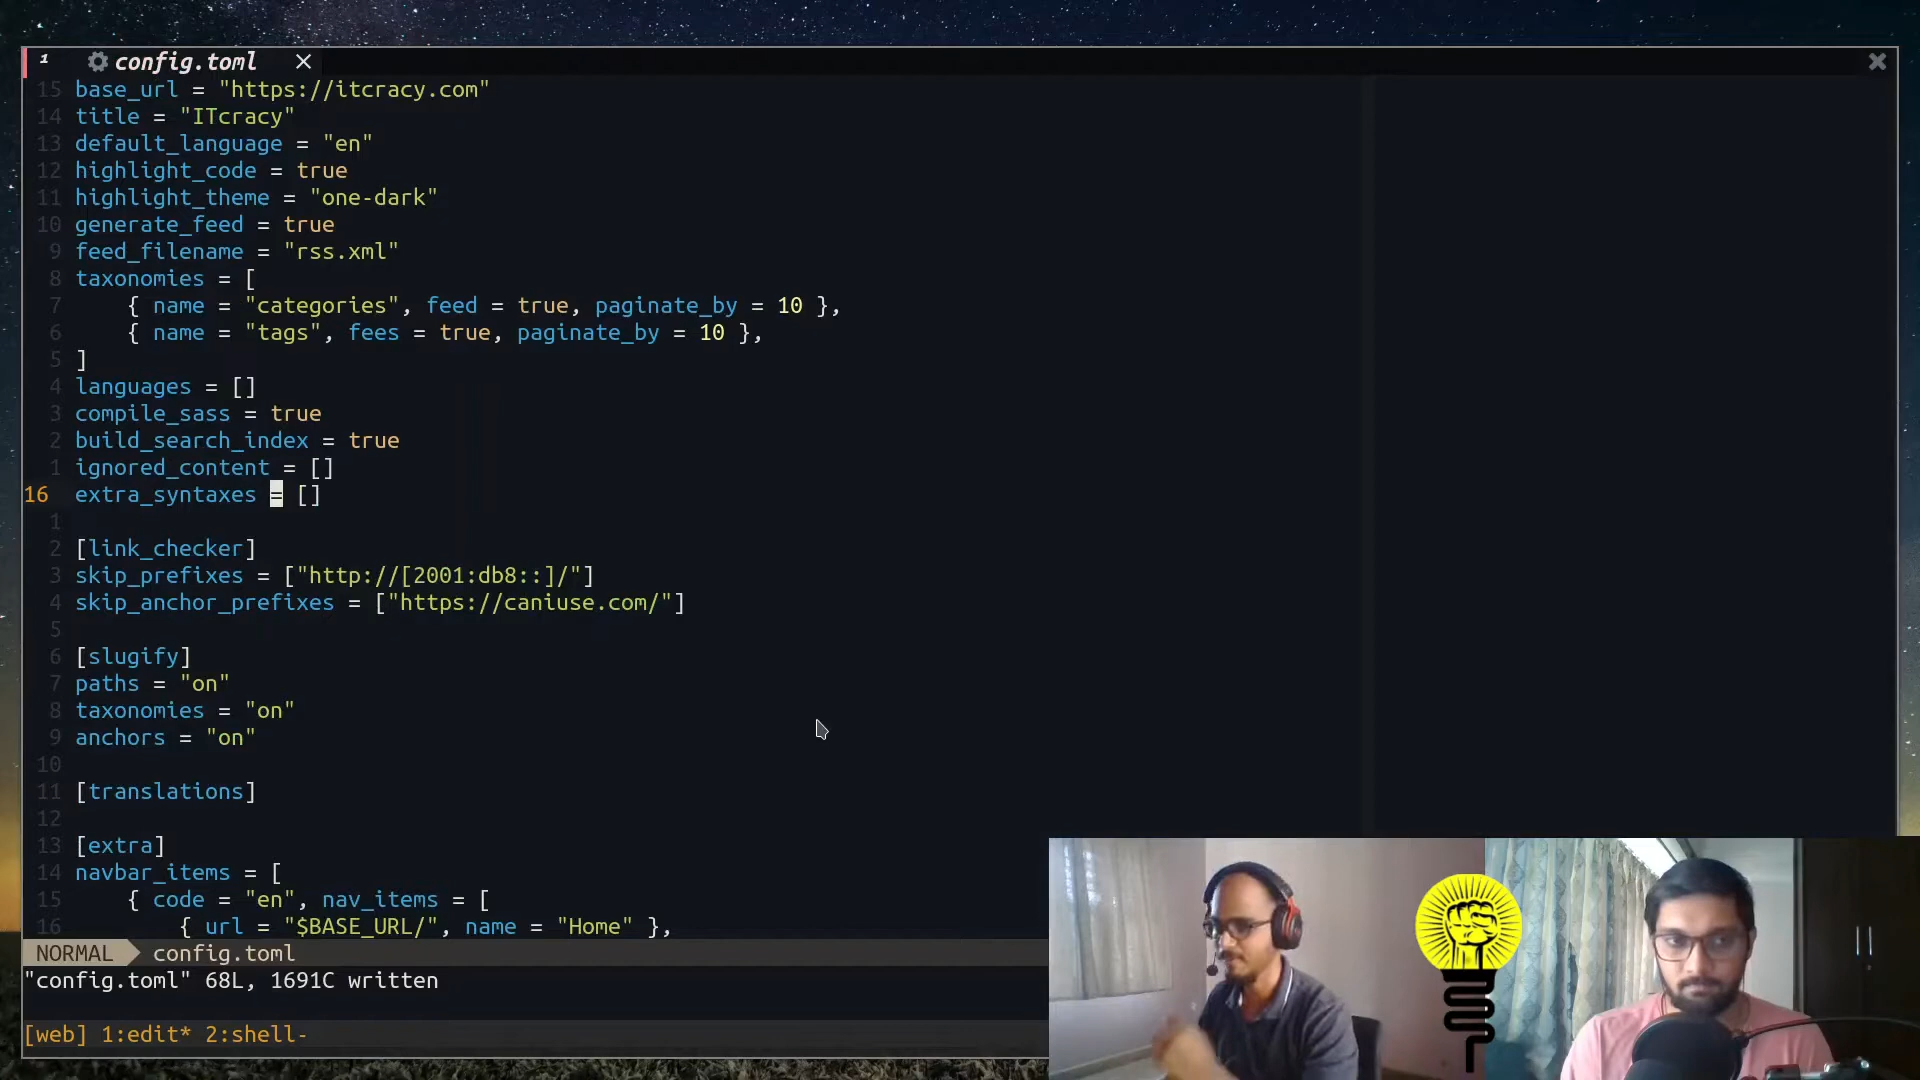 1 config.toml
15 base_url = "https://itcracy.com"
14 title = "ITcracy"
13 default_language = "en"
12 highlight_code = true
11 highlight_theme = "one-dark"
10 generate_feed = true
9 feed_filename = "rss.xml"
8 taxonomies = [
7     { name = "categories", feed = true, paginate_by = 10 },
6     { name = "tags", fees = true, paginate_by = 10 },
5 ]
4 languages = []
3 compile_sass = true
2 build_search_index = true
1 ignored_content = []
16 extra_syntaxes = []
1
2 [link_checker]
3 skip_prefixes = ["http://[2001:db8::]/"]
4 skip_anchor_prefixes = ["https://caniuse.com/"]
5
6 [slugify]
7 paths = "on"
8 taxonomies = "on"
9 anchors = "on"
10
11 [translations]
12
13 [extra]
14 navbar_items = [
15     { code = "en", nav_items = [
16         { url = "$BASE_URL/", name = "Home" },
NORMAL config.toml
"config.toml" 68L, 1691C written
[web] 1:edit* 2:shell-